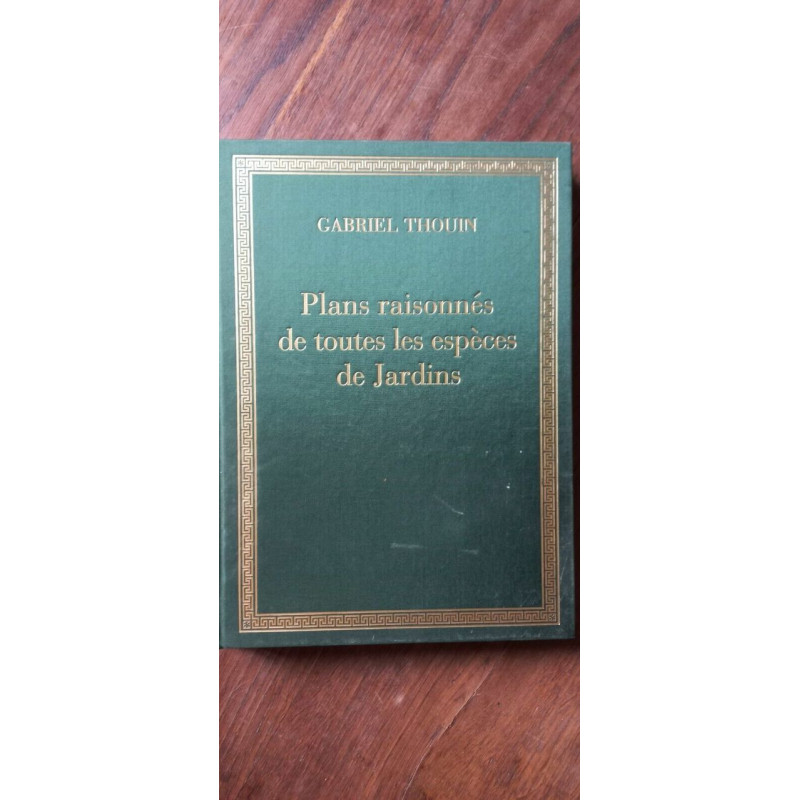 GABRIEL THOUIN
Plans raisonnés
de toutes les espèces
de Jardins